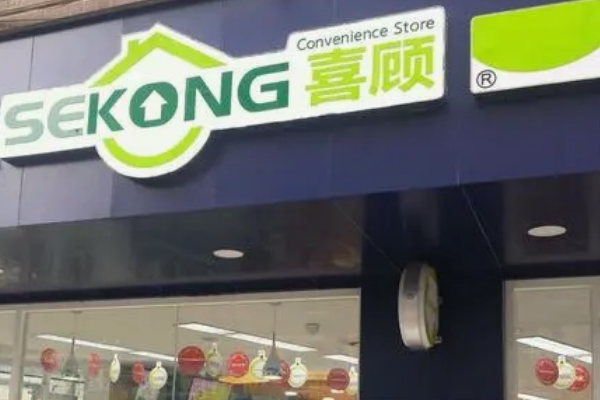 Convenience Store
SEKONG 喜顾
®